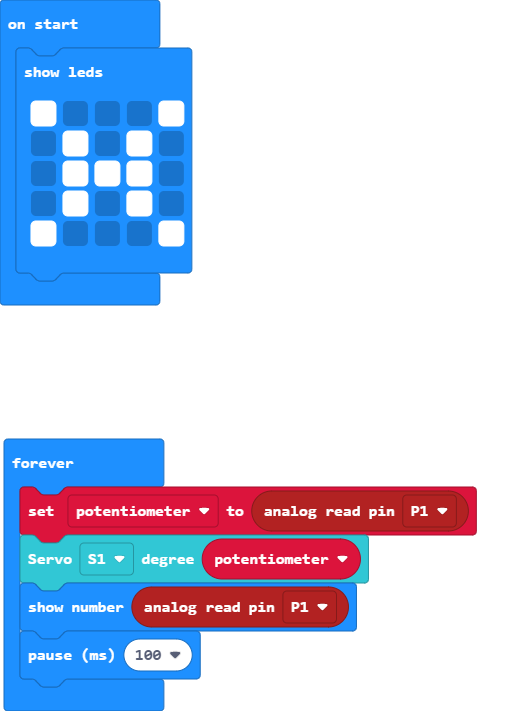 on start
show leds
forever
set potentiometer to analog read pin P1
Servo S1 degree potentiometer
show number analog read pin P1
pause (ms) 100